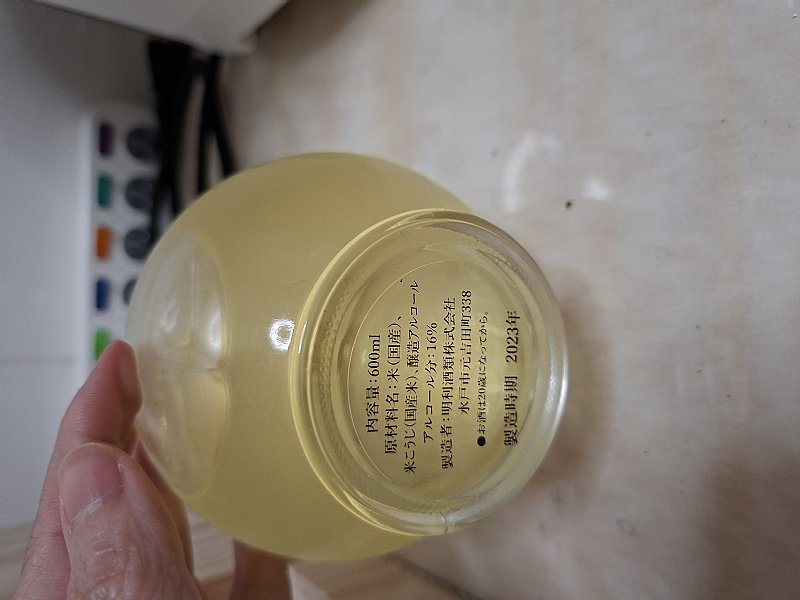 内容量：600ml
原材料名：米（国産）、
米こうじ（国産米）、醸造アルコール
アルコール分：16%
製造者：明利酒類株式会社
水戸市元吉田町338
●お酒は20歳になってから。
製造時期 2023年